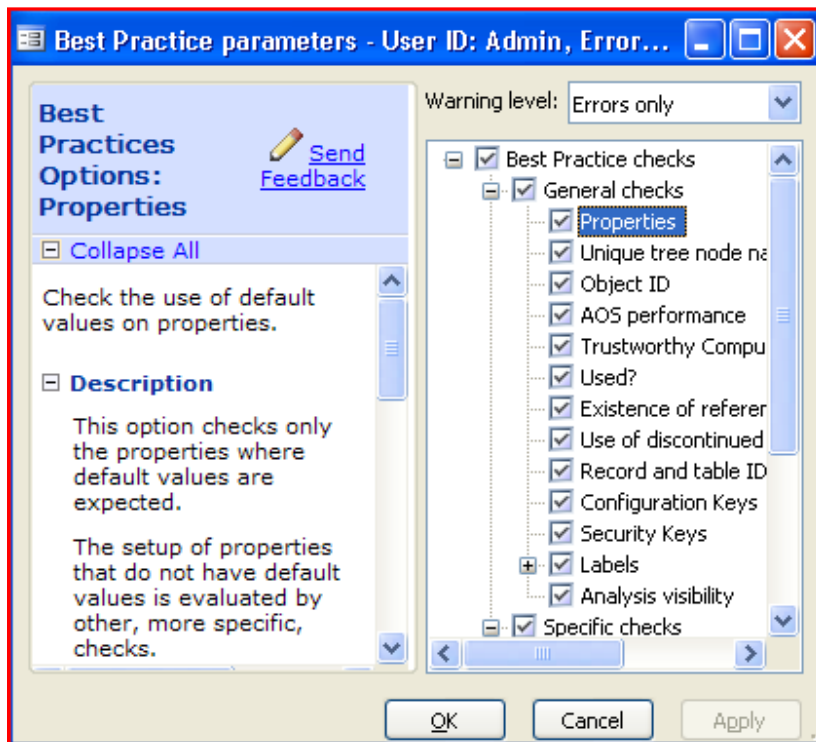 Best Practice parameters - User ID: Admin, Error...
Best
Practices
Options:
Properties
Send
Feedback
Collapse All
Check the use of default
values on properties.
Description
This option checks only
the properties where
default values are
expected.
The setup of properties
that do not have default
values is evaluated by
other, more specific,
checks.
Warning level: Errors only
Best Practice checks
General checks
Properties
Unique tree node na
Object ID
AOS performance
Trustworthy Compu
Used?
Existence of referer
Use of discontinued
Record and table ID
Configuration Keys
Security Keys
Labels
Analysis visibility
Specific checks
OK Cancel Apply